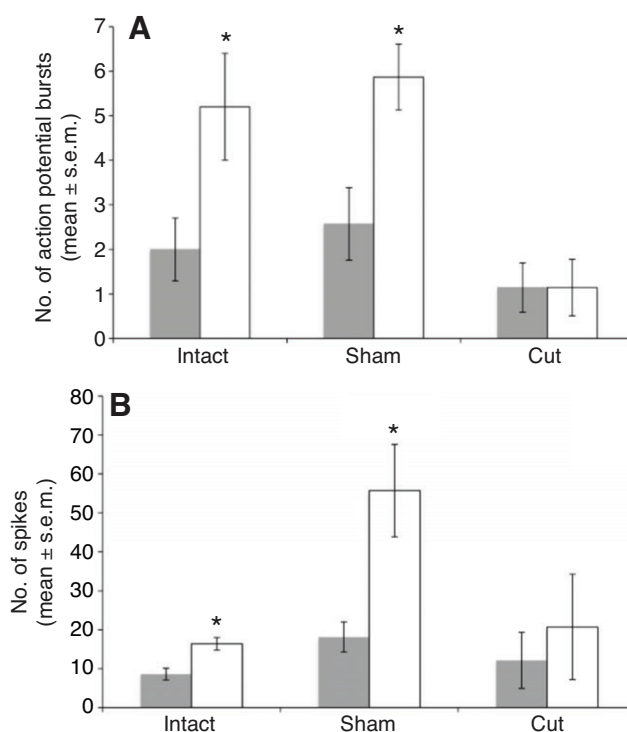 A
No. of action potential bursts
(mean ± s.e.m.)
7
6
5
4
3
2
1
0
*
*
Intact
Sham
Cut
B
No. of spikes
(mean ± s.e.m.)
80
70
60
50
40
30
20
10
0
*
*
Intact
Sham
Cut